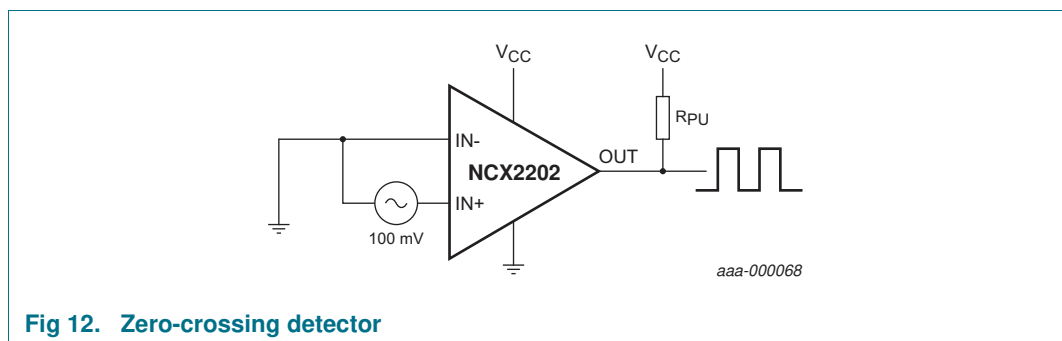 VCC
VCC
RPU
IN-
OUT
NCX2202
IN+
100 mV
aaa-000068
Fig 12. Zero-crossing detector